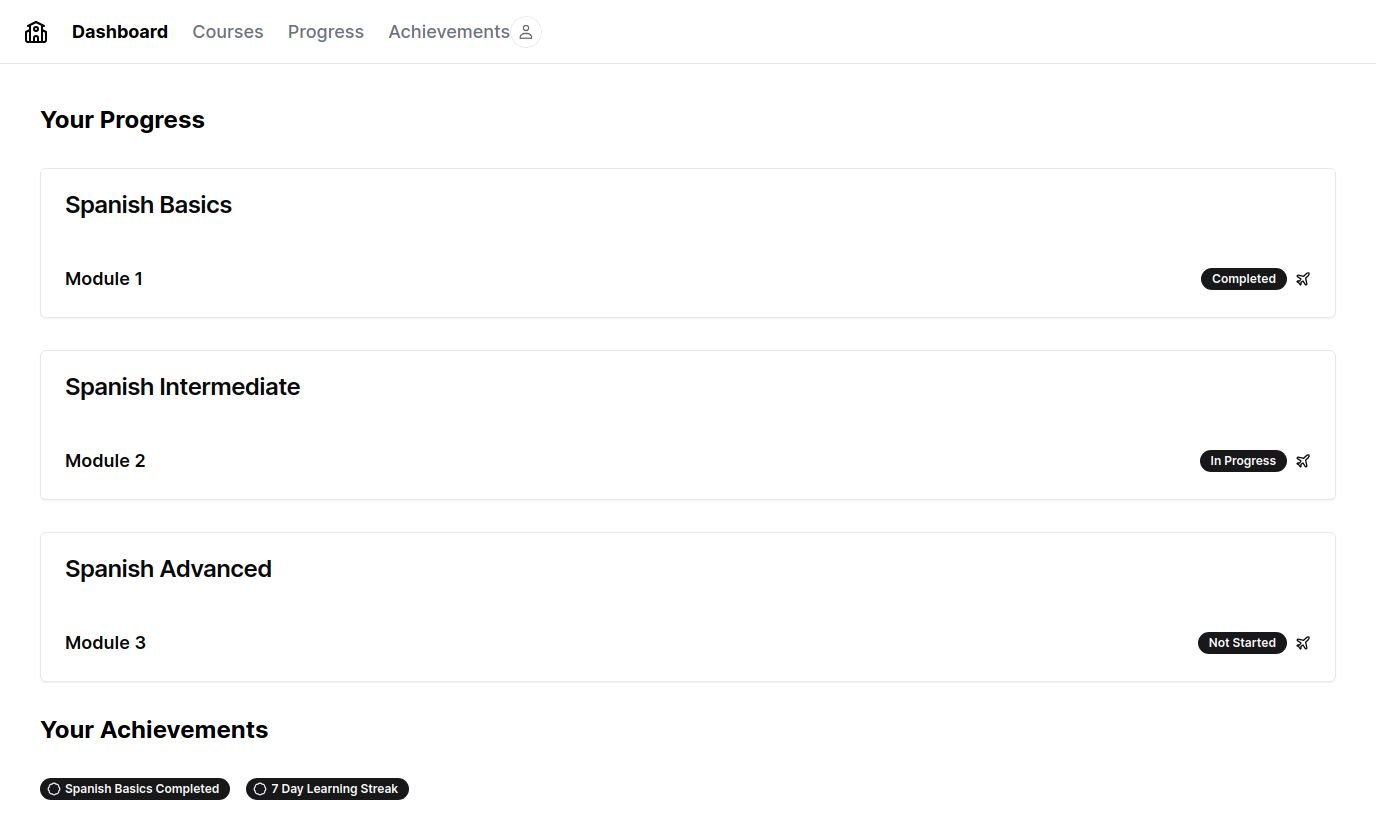 Dashboard Courses Progress Achievements
Your Progress
Spanish Basics
Module 1 Completed
Spanish Intermediate
Module 2 In Progress
Spanish Advanced
Module 3 Not Started
Your Achievements
Spanish Basics Completed 7 Day Learning Streak